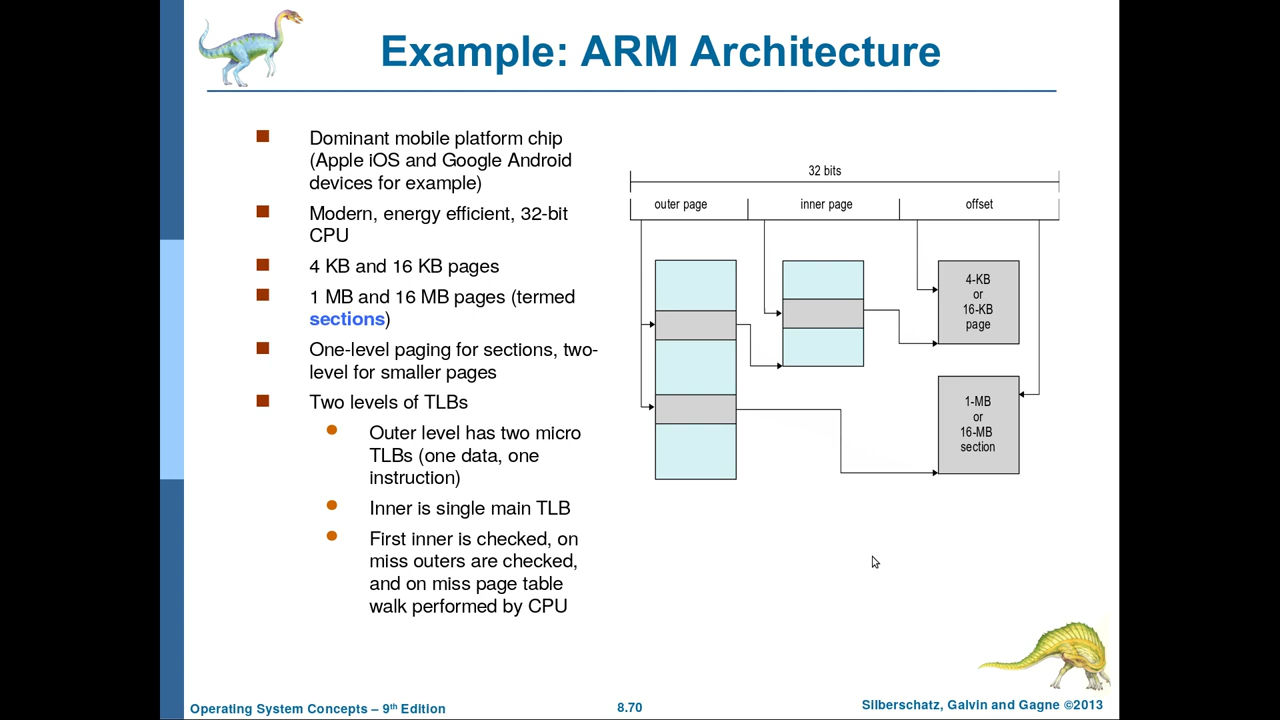 Example: ARM Architecture
Dominant mobile platform chip
(Apple iOS and Google Android
devices for example)
Modern, energy efficient, 32-bit
CPU
4 KB and 16 KB pages
1 MB and 16 MB pages (termed
sections)
One-level paging for sections, two-
level for smaller pages
Two levels of TLBs
Outer level has two micro
TLBs (one data, one
instruction)
Inner is single main TLB
First inner is checked, on
miss outers are checked,
and on miss page table
walk performed by CPU
32 bits
outer page
inner page
offset
4-KB
or
16-KB
page
1-MB
or
16-MB
section
Operating System Concepts – 9th Edition
8.70
Silberschatz, Galvin and Gagne ©2013